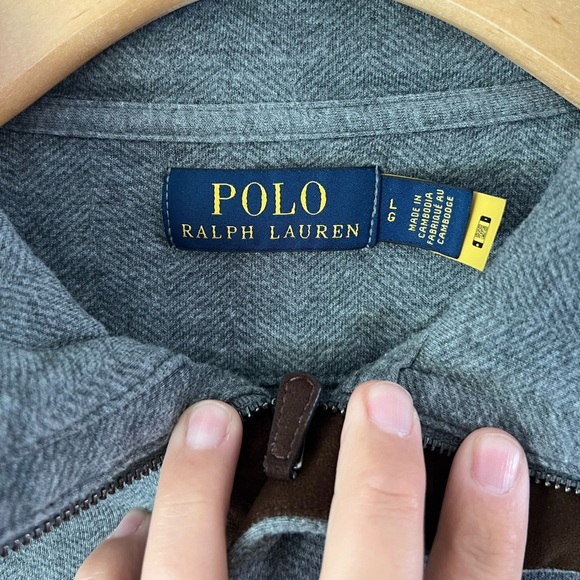 POLO
RALPH LAUREN
L
G
MADE IN
CAMBODIA
FABRIQUÉ AU
CAMBODGE